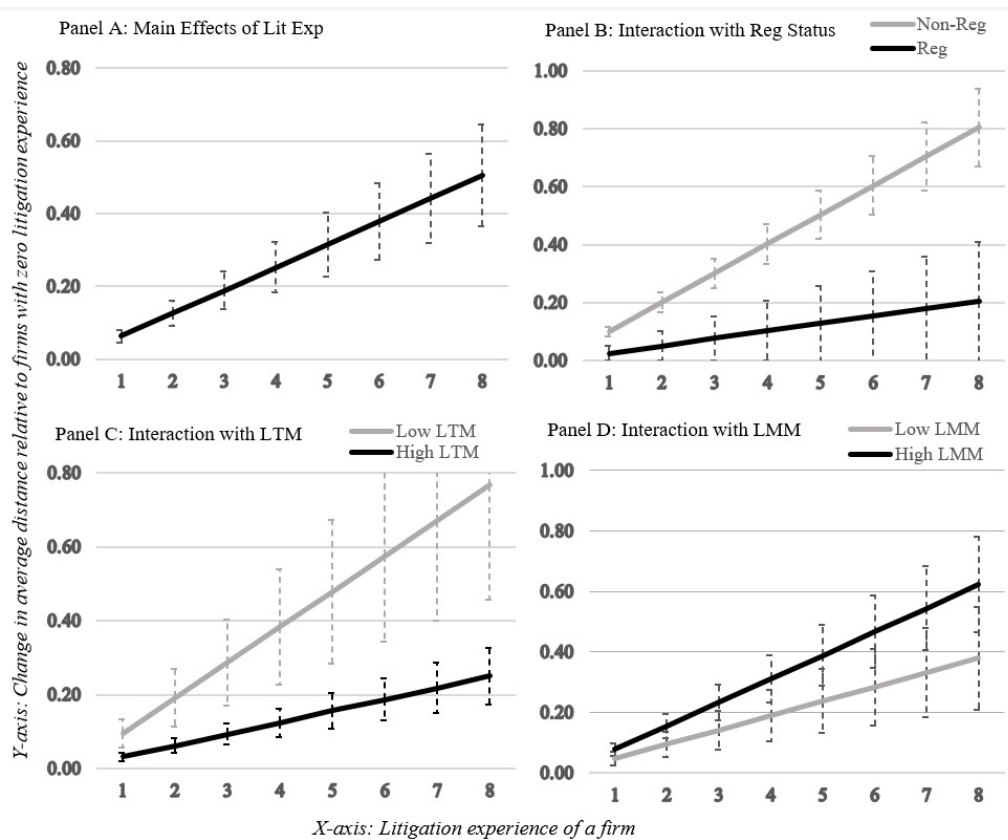 Panel A: Main Effects of Lit Exp
0.80
0.60
0.40
0.20
0.00
1 2 3 4 5 6 7 8
Panel B: Interaction with Reg Status
Non-Reg
Reg
1.00
0.80
0.60
0.40
0.20
0.00
1 2 3 4 5 6 7 8
Panel C: Interaction with LTM
Low LTM
High LTM
0.80
0.60
0.40
0.20
0.00
1 2 3 4 5 6 7 8
Panel D: Interaction with LMM
Low LMM
High LMM
1.00
0.80
0.60
0.40
0.20
0.00
1 2 3 4 5 6 7 8
Y-axis: Change in average distance relative to firms with zero litigation experience
X-axis: Litigation experience of a firm